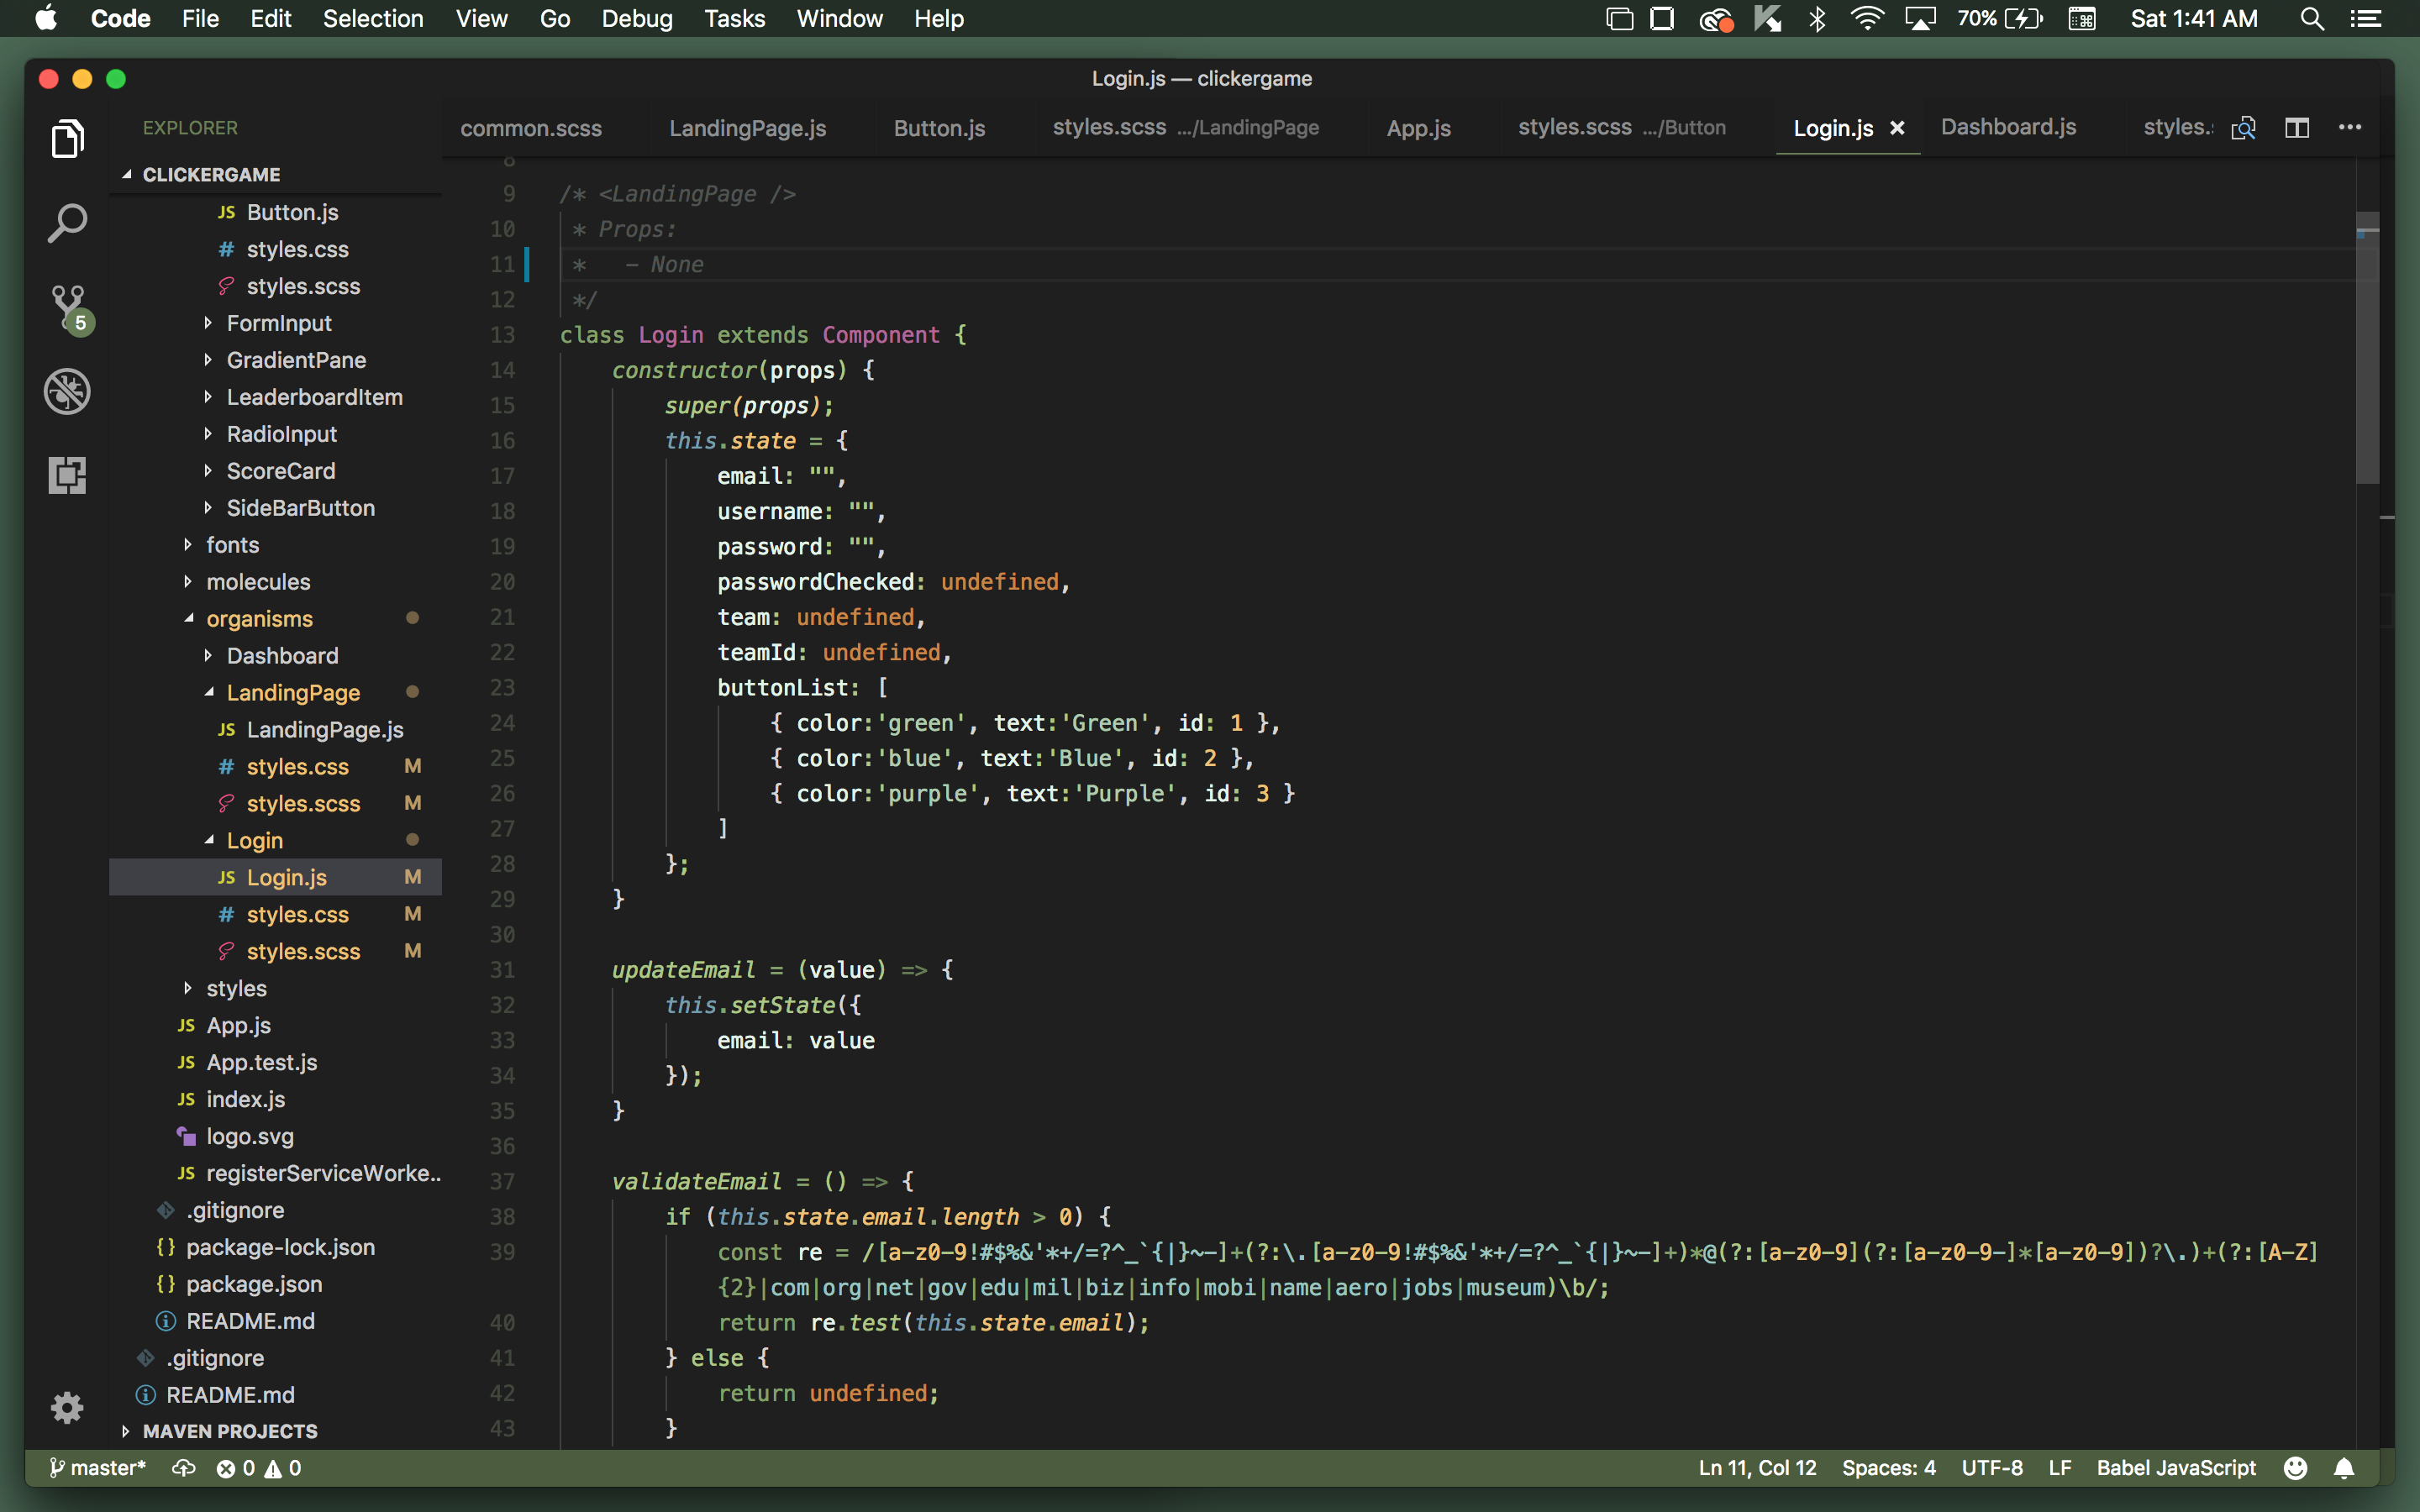 Code File Edit Selection View Go Debug Tasks Window Help 70% Sat 1:41 AM
Login.js — clickergame
EXPLORER
common.scss LandingPage.js Button.js styles.scss .../LandingPage App.js styles.scss .../Button Login.js × Dashboard.js styles.
CLICKERGAME
JS Button.js
# styles.css
styles.scss
FormInput
GradientPane
LeaderboardItem
RadioInput
ScoreCard
SideBarButton
fonts
molecules
organisms
Dashboard
LandingPage
JS LandingPage.js
# styles.css M
styles.scss M
Login
JS Login.js M
# styles.css M
styles.scss M
styles
JS App.js
JS App.test.js
JS index.js
logo.svg
JS registerServiceWorke..
.gitignore
{} package-lock.json
{} package.json
README.md
.gitignore
README.md
MAVEN PROJECTS
5
8
9 /* <LandingPage />
10 * Props:
11 *   - None
12 */
13 class Login extends Component {
14     constructor(props) {
15         super(props);
16         this.state = {
17             email: "",
18             username: "",
19             password: "",
20             passwordChecked: undefined,
21             team: undefined,
22             teamId: undefined,
23             buttonList: [
24                 { color:'green', text:'Green', id: 1 },
25                 { color:'blue', text:'Blue', id: 2 },
26                 { color:'purple', text:'Purple', id: 3 }
27             ]
28         };
29     }
30
31     updateEmail = (value) => {
32         this.setState({
33             email: value
34         });
35     }
36
37     validateEmail = () => {
38         if (this.state.email.length > 0) {
39             const re = /[a-z0-9!#$%&'*+/=?^_`{|}~-]+(?:\.[a-z0-9!#$%&'*+/=?^_`{|}~-]+)*@(?:[a-z0-9](?:[a-z0-9-]*[a-z0-9])?\.)+(?:[A-Z]
{2}|com|org|net|gov|edu|mil|biz|info|mobi|name|aero|jobs|museum)\b/;
40             return re.test(this.state.email);
41         } else {
42             return undefined;
43         }
master* 0 0 Ln 11, Col 12 Spaces: 4 UTF-8 LF Babel JavaScript